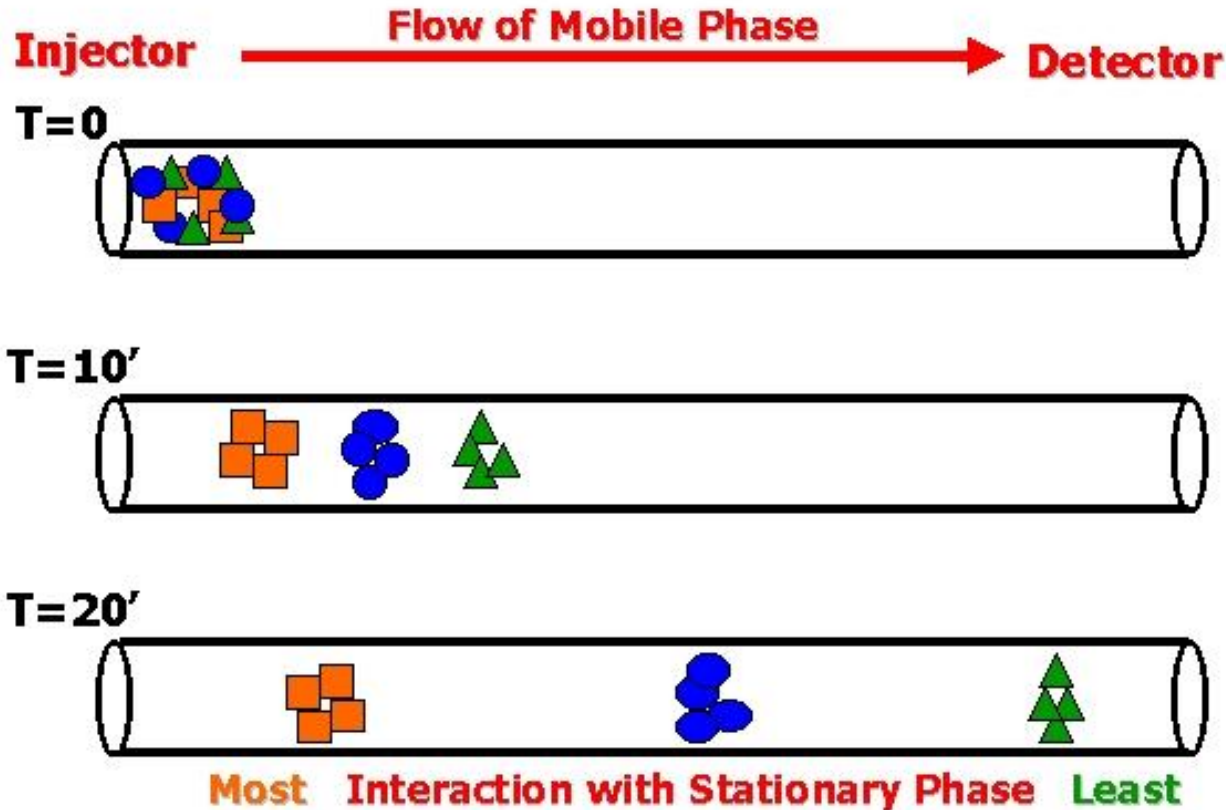 Flow of Mobile Phase
Injector
Detector
T=0
T=10′
T=20′
Most Interaction with Stationary Phase Least